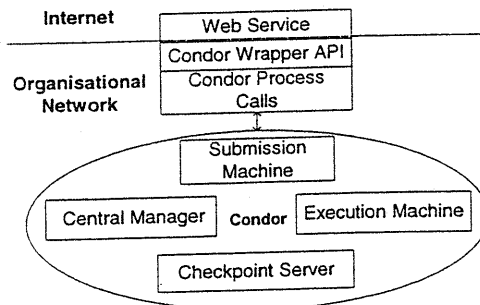 Internet
Web Service
Condor Wrapper API
Organisational
Network
Condor Process
Calls
Submission
Machine
Central Manager
Condor
Execution Machine
Checkpoint Server